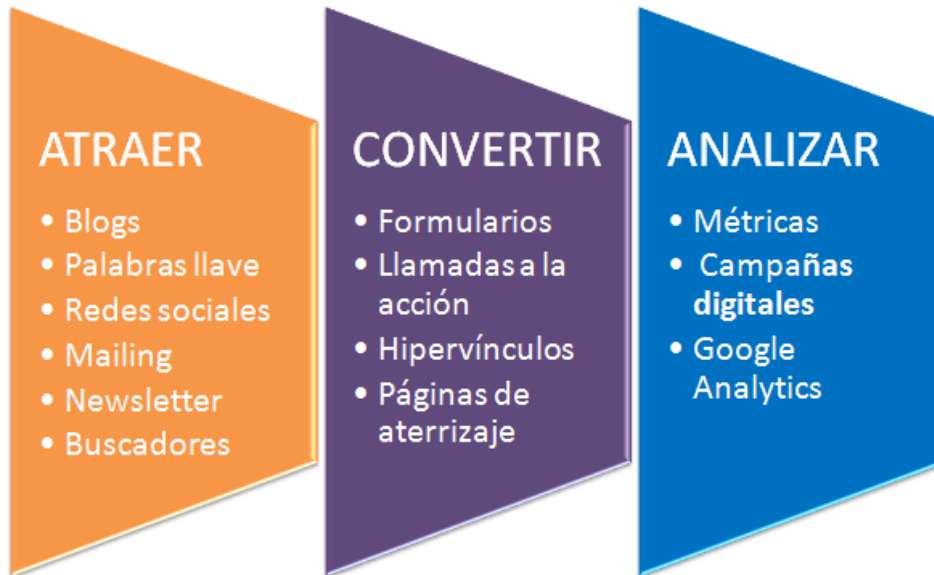 ATRAER
• Blogs
• Palabras llave
• Redes sociales
• Mailing
• Newsletter
• Buscadores
CONVERTIR
• Formularios
• Llamadas a la
acción
• Hipervínculos
• Páginas de
aterrizaje
ANALIZAR
• Métricas
• Campañas
digitales
• Google
Analytics